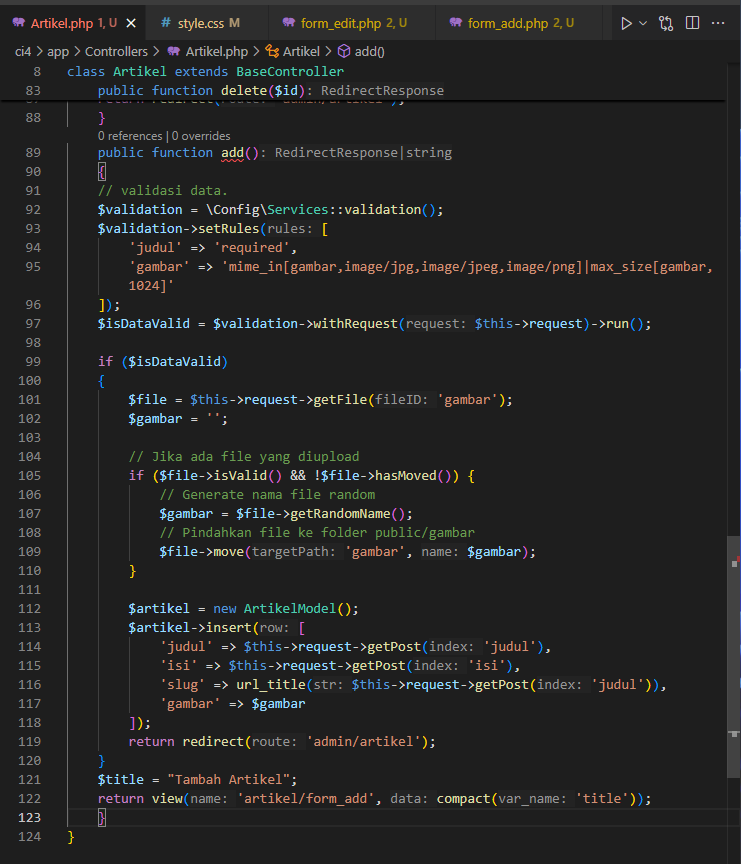 Artikel.php 1, U
# style.css M
form_edit.php 2, U
form_add.php 2, U
ci4 > app > Controllers > Artikel.php > Artikel > add()
8 class Artikel extends BaseController
83 public function delete($id): RedirectResponse
88 }
0 references | 0 overrides
89 public function add(): RedirectResponse|string
90 {
91 // validasi data.
92 $validation = \Config\Services::validation();
93 $validation->setRules(rules: [
94 'judul' => 'required',
95 'gambar' => 'mime_in[gambar,image/jpg,image/jpeg,image/png]|max_size[gambar,
1024]'
96 ]);
97 $isDataValid = $validation->withRequest(request: $this->request)->run();
98
99 if ($isDataValid)
100 {
101 $file = $this->request->getFile(fileID: 'gambar');
102 $gambar = '';
103
104 // Jika ada file yang diupload
105 if ($file->isValid() && !$file->hasMoved()) {
106 // Generate nama file random
107 $gambar = $file->getRandomName();
108 // Pindahkan file ke folder public/gambar
109 $file->move(targetPath: 'gambar', name: $gambar);
110 }
111
112 $artikel = new ArtikelModel();
113 $artikel->insert(row: [
114 'judul' => $this->request->getPost(index: 'judul'),
115 'isi' => $this->request->getPost(index: 'isi'),
116 'slug' => url_title(str: $this->request->getPost(index: 'judul')),
117 'gambar' => $gambar
118 ]);
119 return redirect(route: 'admin/artikel');
120 }
121 $title = "Tambah Artikel";
122 return view(name: 'artikel/form_add', data: compact(var_name: 'title'));
123 }
124 }